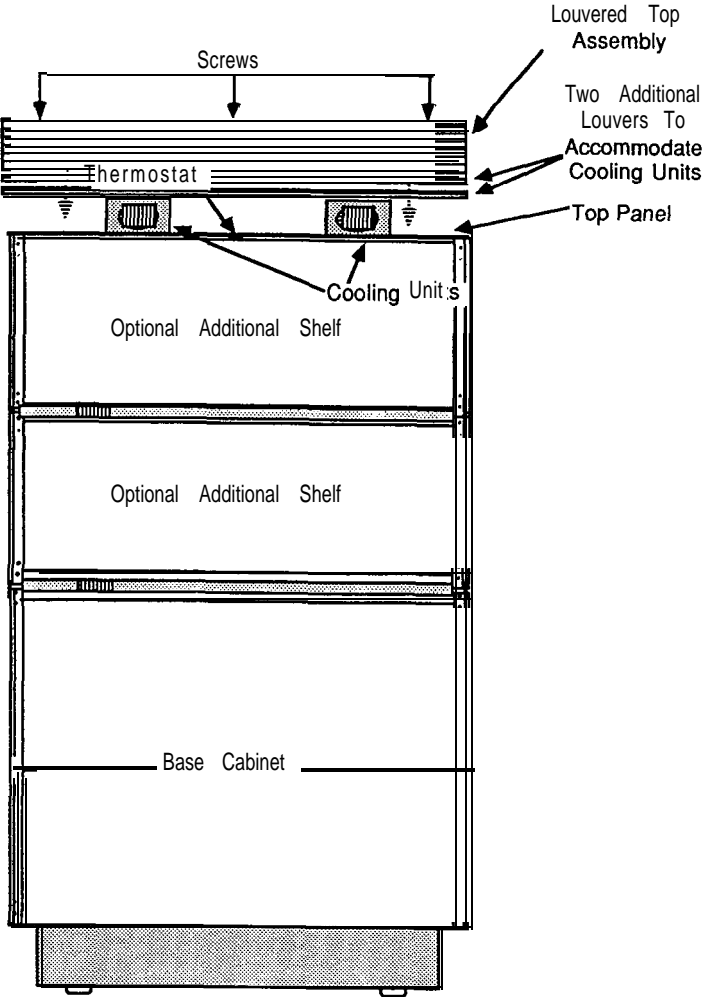 Louvered Top
Assembly
Screws
Two Additional
Louvers To
Accommodate
Cooling Units
Thermostat
Top Panel
Cooling Units
Optional Additional Shelf
Optional Additional Shelf
Base Cabinet